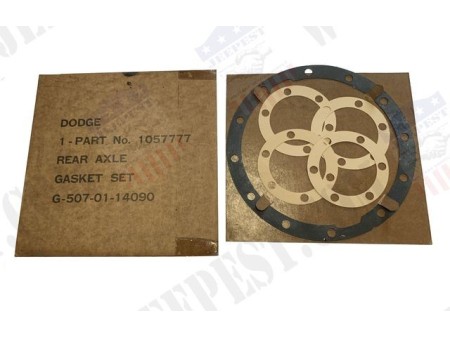 DODGE
1-PART No. 1057777
REAR AXLE
GASKET SET
G-507-01-14090